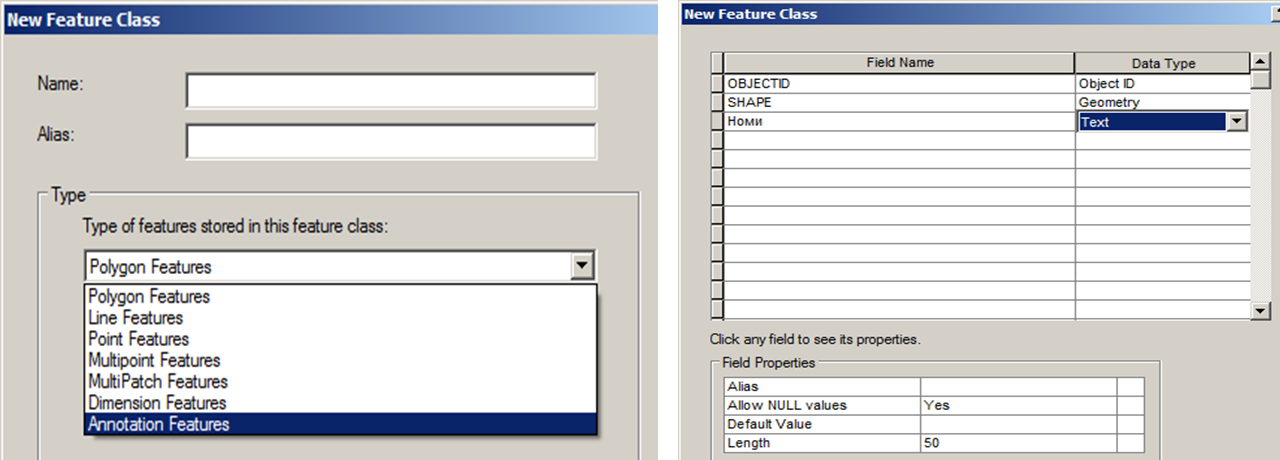 New Feature Class
Name:
Alias:
Type
Type of features stored in this feature class:
Polygon Features
Polygon Features
Line Features
Point Features
Multipoint Features
MultiPatch Features
Dimension Features
Annotation Features
New Feature Class
Field Name Data Type
OBJECTID Object ID
SHAPE Geometry
Номи Text
Click any field to see its properties.
Field Properties
Alias
Allow NULL values Yes
Default Value
Length 50